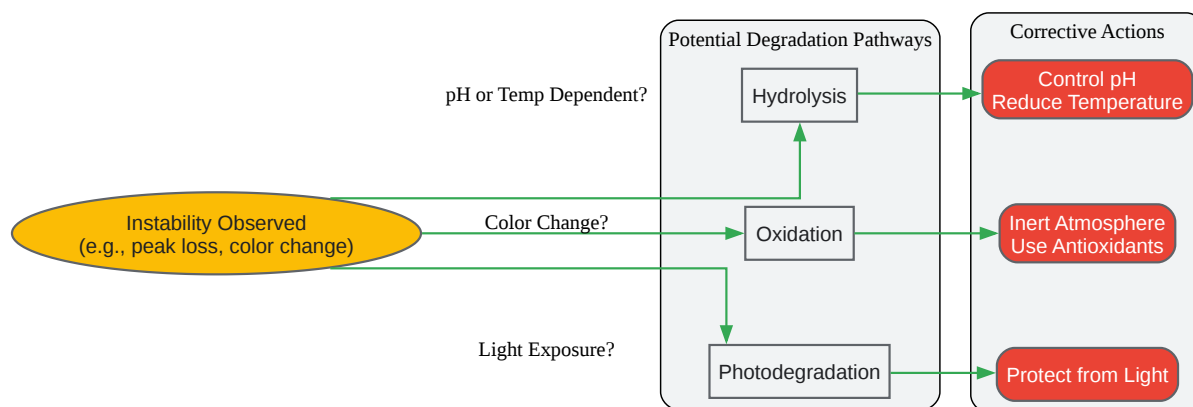 Potential Degradation Pathways
Corrective Actions
pH or Temp Dependent?
Hydrolysis
Control pH
Reduce Temperature
Instability Observed
(e.g., peak loss, color change)
Color Change?
Oxidation
Inert Atmosphere
Use Antioxidants
Light Exposure?
Photodegradation
Protect from Light